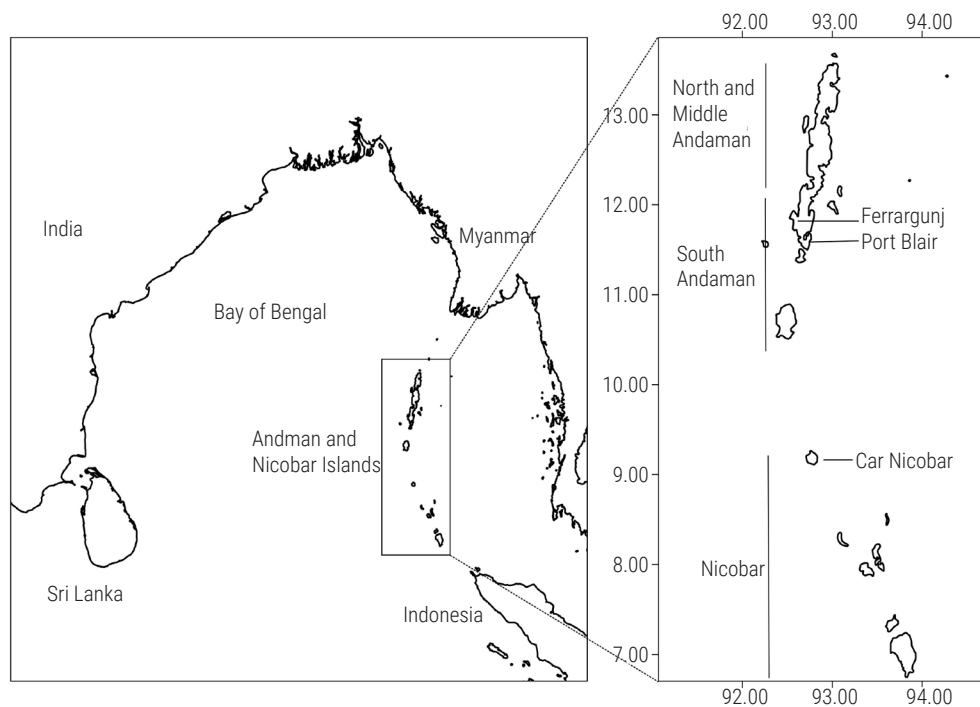 India
Myanmar
Bay of Bengal
Andman and
Nicobar Islands
Sri Lanka
Indonesia
92.00 93.00 94.00
13.00
12.00
11.00
10.00
9.00
8.00
7.00
North and
Middle
Andaman
Ferrargunj
Port Blair
South
Andaman
Car Nicobar
Nicobar
92.00 93.00 94.00